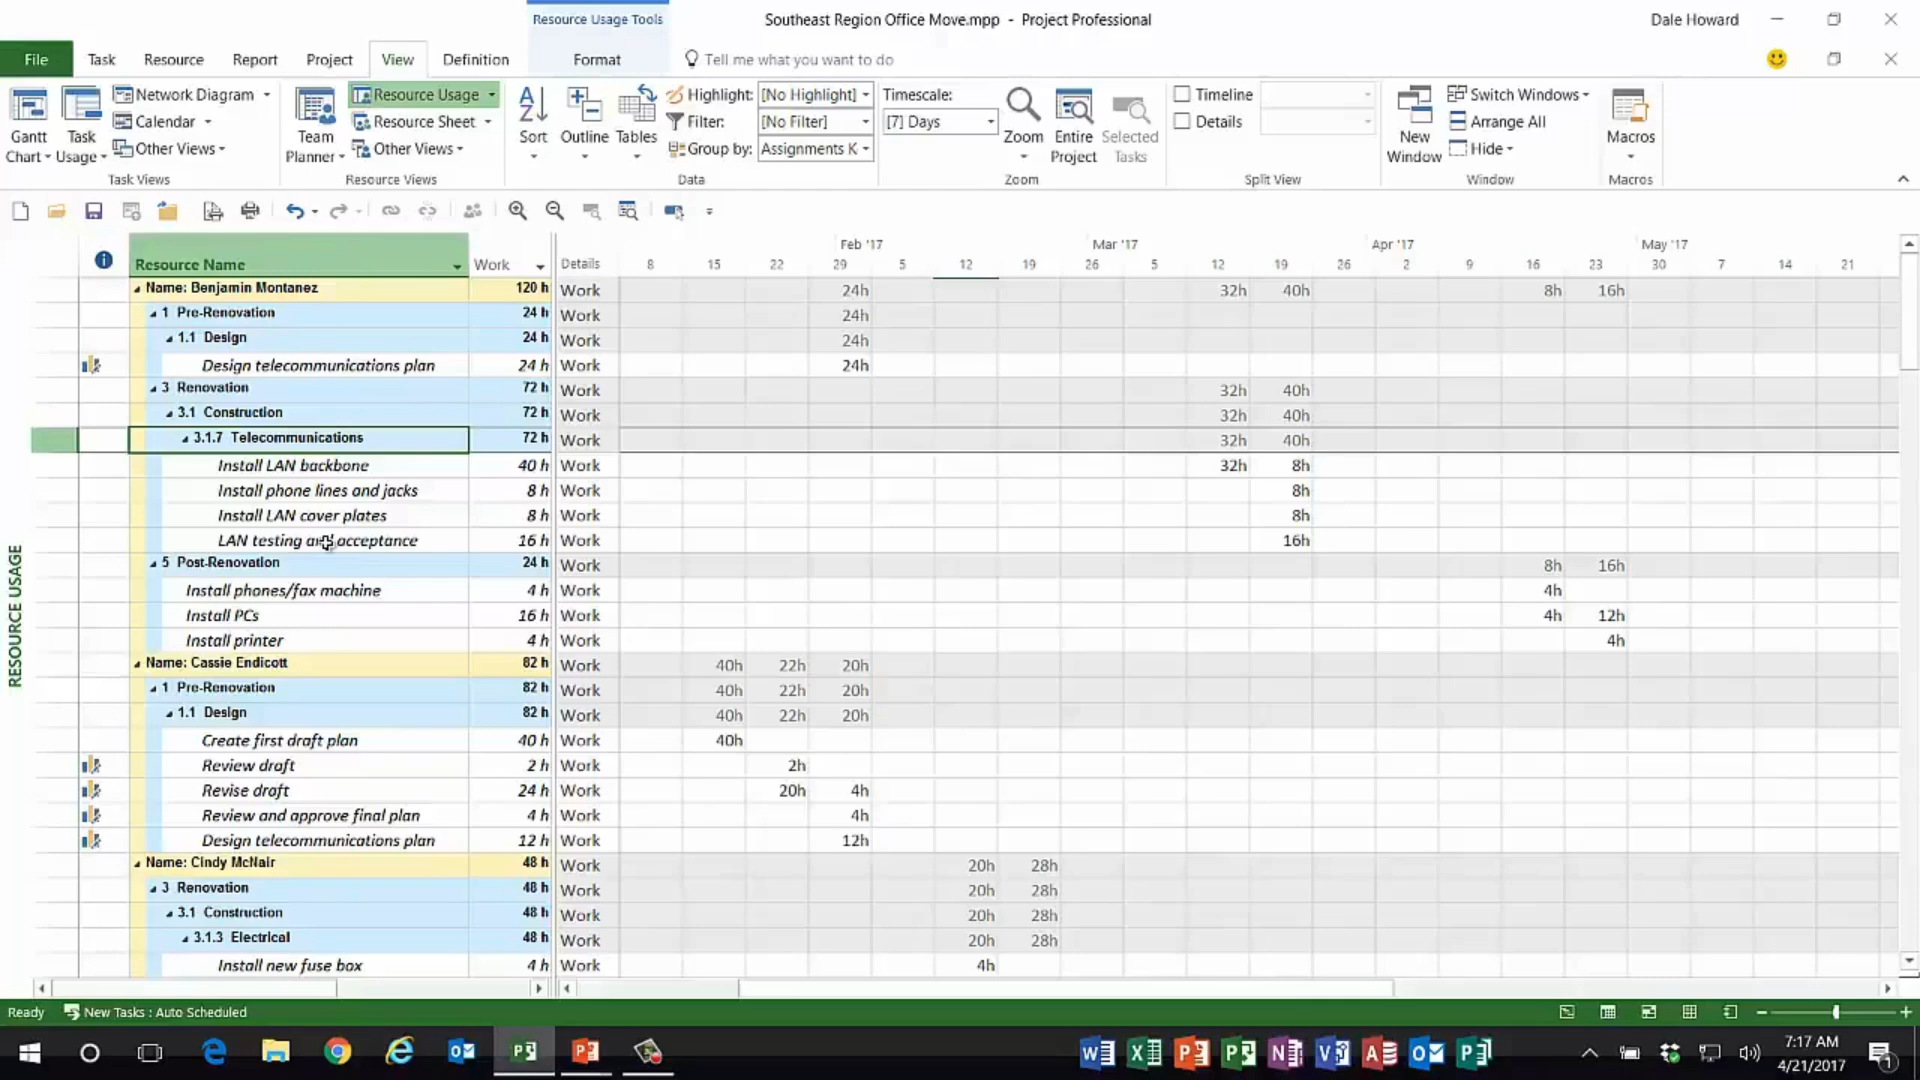 Resource Usage Tools
Southeast Region Office Move.mpp - Project Professional
Dale Howard
File Task Resource Report Project View Definition Format Tell me what you want to do
Network Diagram
Calendar
Other Views
Gantt Chart
Task Usage
Task Views
Team Planner
Resource Usage
Resource Sheet
Other Views
Resource Views
Sort
Outline
Tables
Highlight: [No Highlight]
Filter: [No Filter]
Group by: Assignments K
Data
Timescale:
[7] Days
Zoom
Entire Project
Selected Tasks
Zoom
Timeline
Details
Split View
New Window
Switch Windows
Arrange All
Hide
Window
Macros
Macros
Feb '17 Mar '17 Apr '17 May '17
Resource Name Work Details 8 15 22 29 5 12 19 26 5 12 19 26 2 9 16 23 30 7 14 21
Name: Benjamin Montanez 120 h Work 24h 32h 40h 8h 16h
1 Pre-Renovation 24 h Work 24h
1.1 Design 24 h Work 24h
Design telecommunications plan 24 h Work 24h
3 Renovation 72 h Work 32h 40h
3.1 Construction 72 h Work 32h 40h
3.1.7 Telecommunications 72 h Work 32h 40h
Install LAN backbone 40 h Work 32h 8h
Install phone lines and jacks 8 h Work 8h
Install LAN cover plates 8 h Work 8h
LAN testing and acceptance 16 h Work 16h
5 Post-Renovation 24 h Work 8h 16h
Install phones/fax machine 4 h Work 4h
Install PCs 16 h Work 4h 12h
Install printer 4 h Work 4h
Name: Cassie Endicott 82 h Work 40h 22h 20h
1 Pre-Renovation 82 h Work 40h 22h 20h
1.1 Design 82 h Work 40h 22h 20h
Create first draft plan 40 h Work 40h
Review draft 2 h Work 2h
Revise draft 24 h Work 20h 4h
Review and approve final plan 4 h Work 4h
Design telecommunications plan 12 h Work 12h
Name: Cindy McNair 48 h Work 20h 28h
3 Renovation 48 h Work 20h 28h
3.1 Construction 48 h Work 20h 28h
3.1.3 Electrical 48 h Work 20h 28h
Install new fuse box 4 h Work 4h
RESOURCE USAGE
Ready New Tasks : Auto Scheduled
7:17 AM
4/21/2017
1